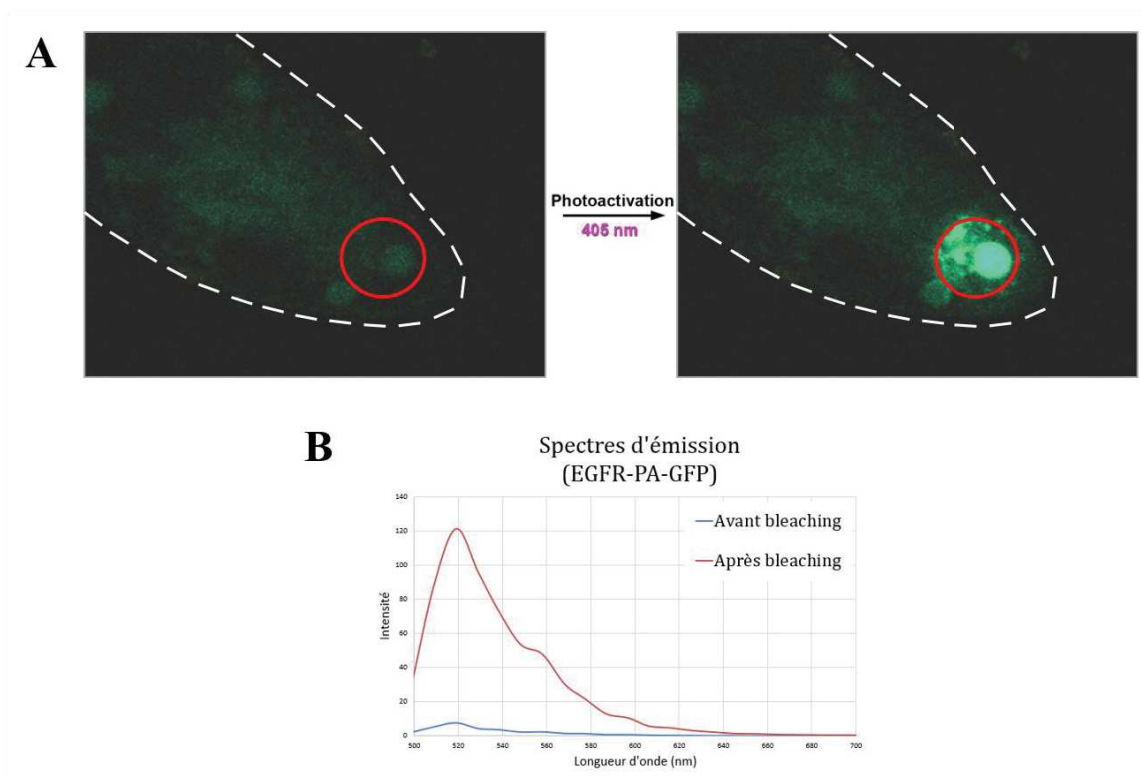 A
Photoactivation
405 nm
B
Spectres d'émission
(EGFR-PA-GFP)
140
120
100
80
60
40
20
0
Intensité
Avant bleaching
Après bleaching
500 520 540 560 580 600 620 640 660 680 700
Longueur d'onde (nm)